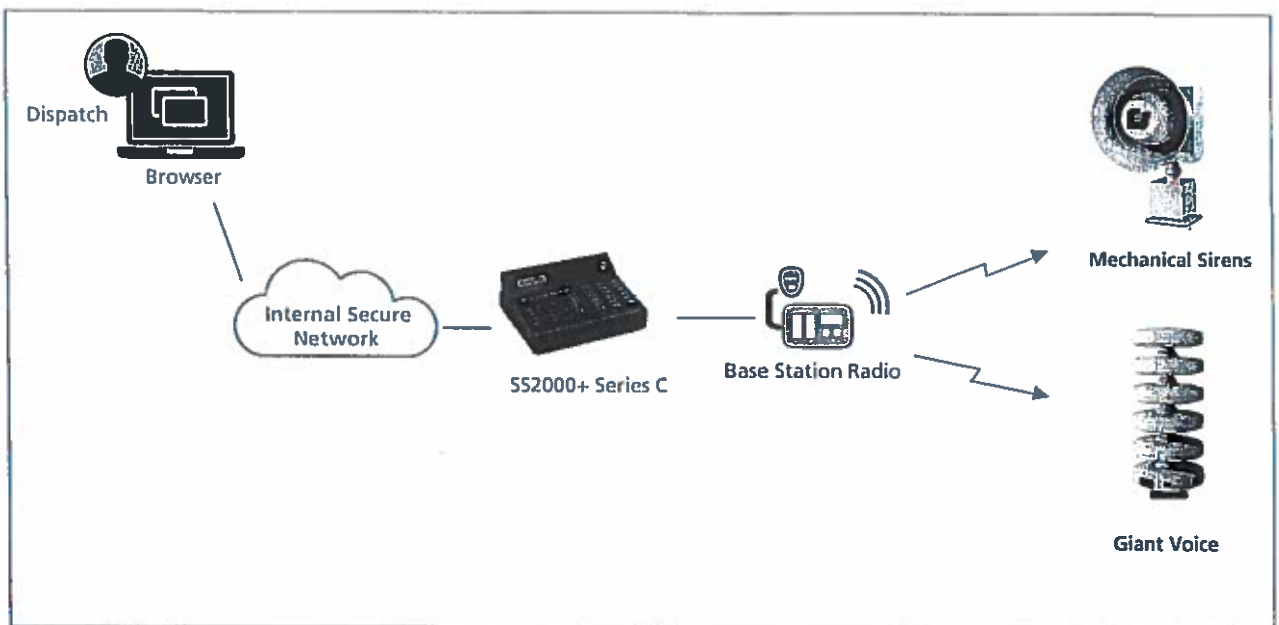 Dispatch
Browser
Internal Secure
Network
SS2000+ Series C
Base Station Radio
Mechanical Sirens
Giant Voice